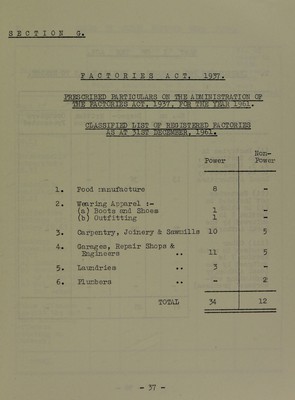 SECTION G.
FACTORIES ACT, 1937.
PRESCRIBED PARTICULARS ON THE ADMINISTRATION OF
THE FACTORIES ACT, 1937, FOR THE YEAR 1961.
CLASSIFIED LIST OF REGISTERED FACTORIES
AS AT 31ST DECEMBER, 1961.
Power Non-Power
1. Food manufacture 8 -
2. Wearing Apparel :-
(a) Boots and Shoes 1 -
(b) Outfitting 1 -
3. Carpentry, Joinery & Sawmills 10 5
4. Garages, Repair Shops &
Engineers .. 11 5
5. Laundries .. 3 -
6. Plumbers .. - 2
TOTAL 34 12
- 37 -